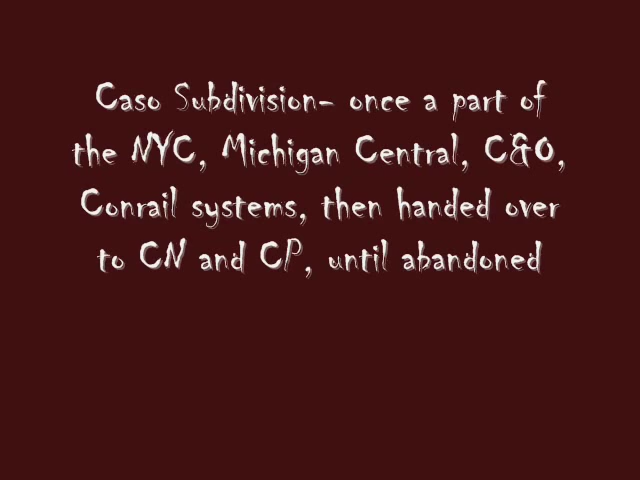 Caso Subdivision- once a part of
the NYC, Michigan Central, C&O,
Conrail systems, then handed over
to CN and CP, until abandoned